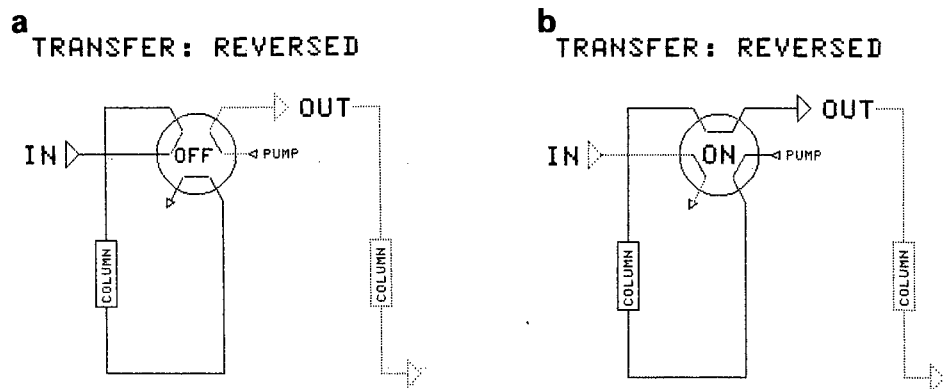 a
TRANSFER: REVERSED
OUT
IN
OFF
PUMP
COLUMN
COLUMN
b
TRANSFER: REVERSED
OUT
IN
ON
PUMP
COLUMN
COLUMN